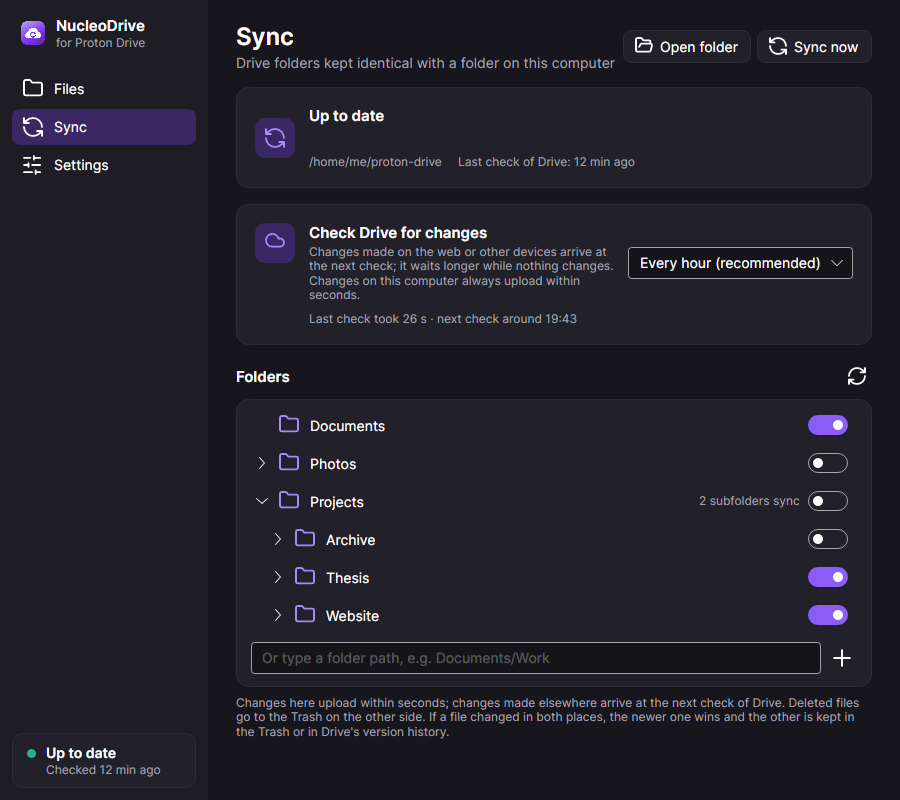 NucleoDrive
for Proton Drive
Files
Sync
Settings
Up to date
Checked 12 min ago
Sync
Drive folders kept identical with a folder on this computer
Open folder
Sync now
Up to date
/home/me/proton-drive Last check of Drive: 12 min ago
Check Drive for changes
Changes made on the web or other devices arrive at
the next check; it waits longer while nothing changes.
Changes on this computer always upload within
seconds.
Last check took 26 s · next check around 19:43
Every hour (recommended)
Folders
Documents
Photos
Projects
2 subfolders sync
Archive
Thesis
Website
Or type a folder path, e.g. Documents/Work
Changes here upload within seconds; changes made elsewhere arrive at the next check of Drive. Deleted files
go to the Trash on the other side. If a file changed in both places, the newer one wins and the other is kept in
the Trash or in Drive's version history.